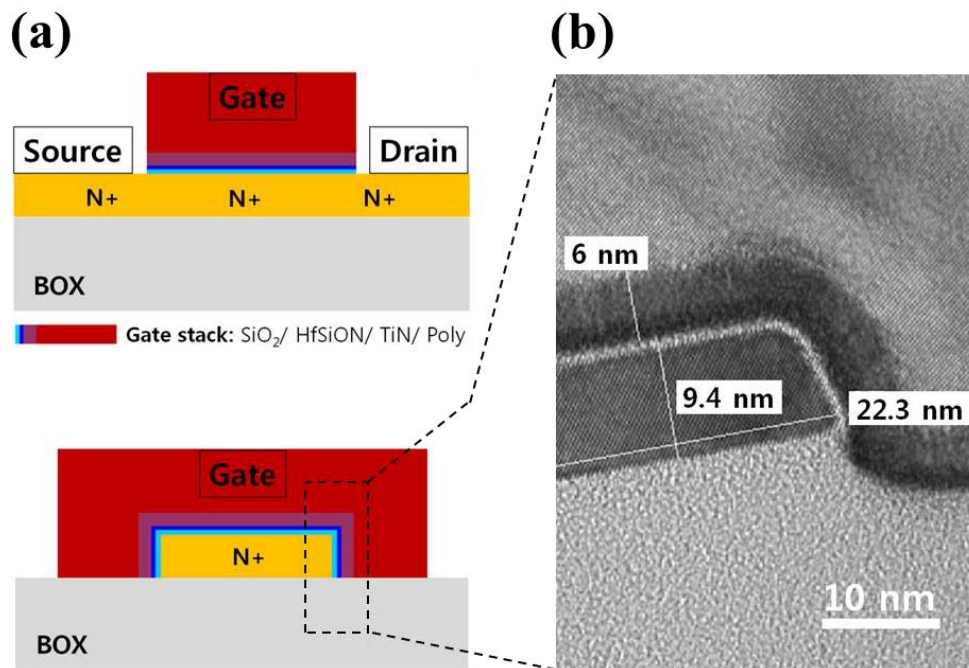 (a)
Gate
Source
Drain
N+ N+ N+
BOX
Gate stack: SiO₂/ HfSiON/ TiN/ Poly
Gate
N+
BOX
(b)
6 nm
9.4 nm
22.3 nm
10 nm